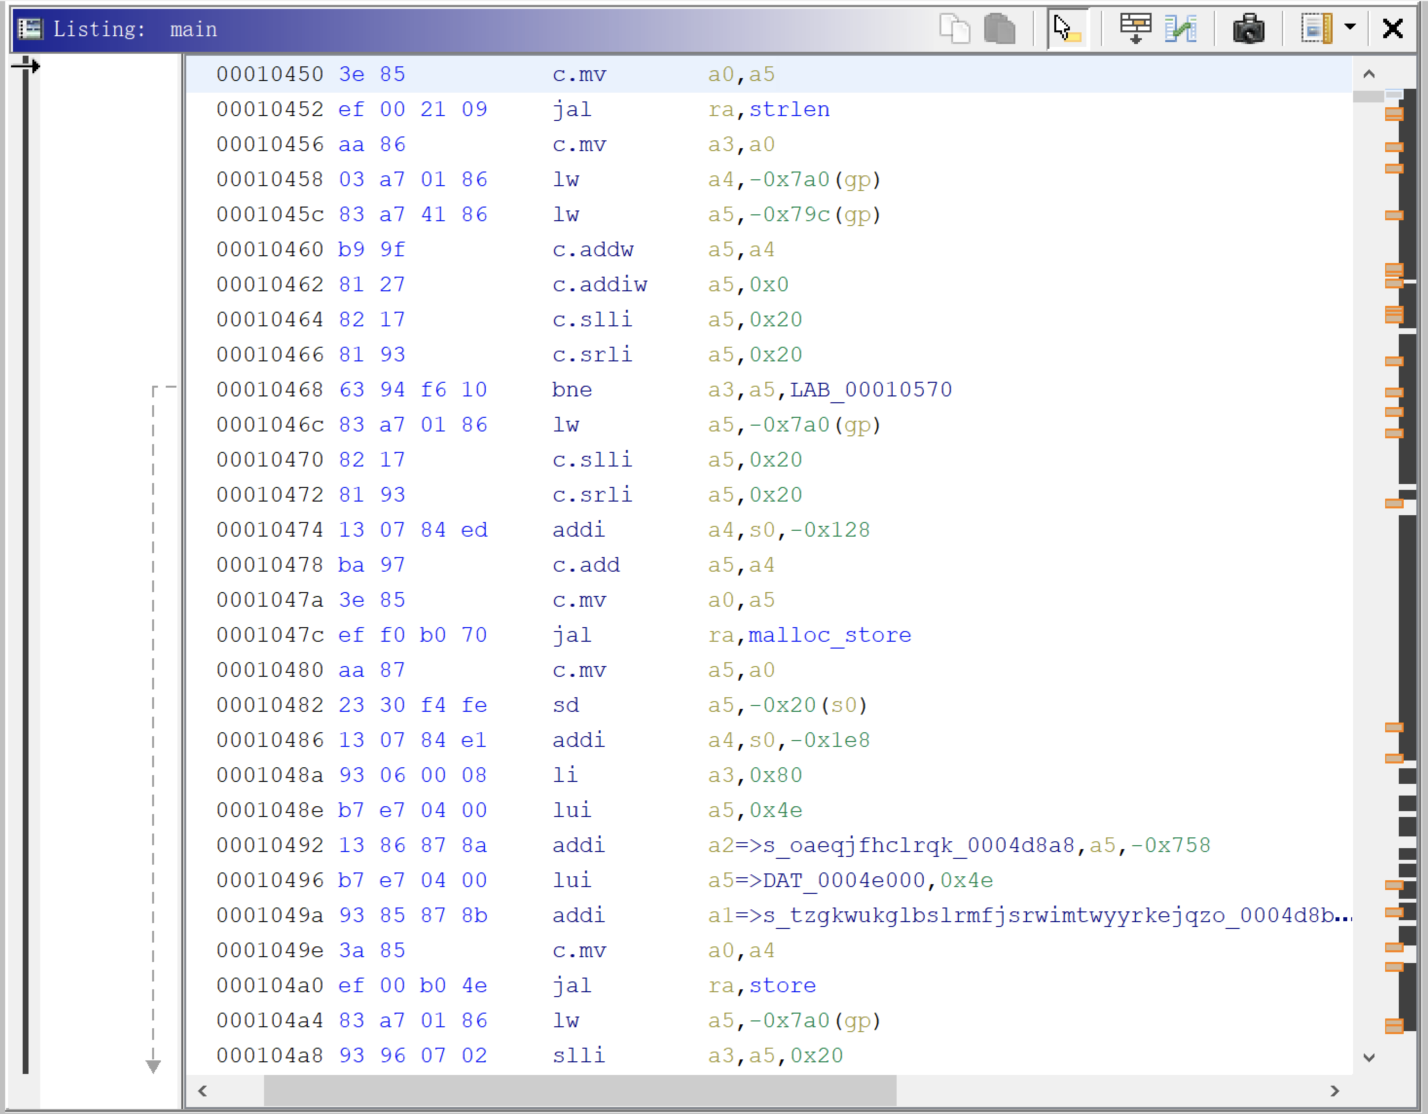 Listing: main
00010450 3e 85 c.mv a0,a5
00010452 ef 00 21 09 jal ra,strlen
00010456 aa 86 c.mv a3,a0
00010458 03 a7 01 86 lw a4,-0x7a0(gp)
0001045c 83 a7 41 86 lw a5,-0x79c(gp)
00010460 b9 9f c.addw a5,a4
00010462 81 27 c.addiw a5,0x0
00010464 82 17 c.slli a5,0x20
00010466 81 93 c.srli a5,0x20
00010468 63 94 f6 10 bne a3,a5,LAB_00010570
0001046c 83 a7 01 86 lw a5,-0x7a0(gp)
00010470 82 17 c.slli a5,0x20
00010472 81 93 c.srli a5,0x20
00010474 13 07 84 ed addi a4,s0,-0x128
00010478 ba 97 c.add a5,a4
0001047a 3e 85 c.mv a0,a5
0001047c ef f0 b0 70 jal ra,malloc_store
00010480 aa 87 c.mv a5,a0
00010482 23 30 f4 fe sd a5,-0x20(s0)
00010486 13 07 84 e1 addi a4,s0,-0x1e8
0001048a 93 06 00 08 li a3,0x80
0001048e b7 e7 04 00 lui a5,0x4e
00010492 13 86 87 8a addi a2=>s_oaeqjfhclrqk_0004d8a8,a5,-0x758
00010496 b7 e7 04 00 lui a5=>DAT_0004e000,0x4e
0001049a 93 85 87 8b addi a1=>s_tzgkwukglbslrmfjsrwimtwyyrkejqzo_0004d8b...
0001049e 3a 85 c.mv a0,a4
000104a0 ef 00 b0 4e jal ra,store
000104a4 83 a7 01 86 lw a5,-0x7a0(gp)
000104a8 93 96 07 02 slli a3,a5,0x20